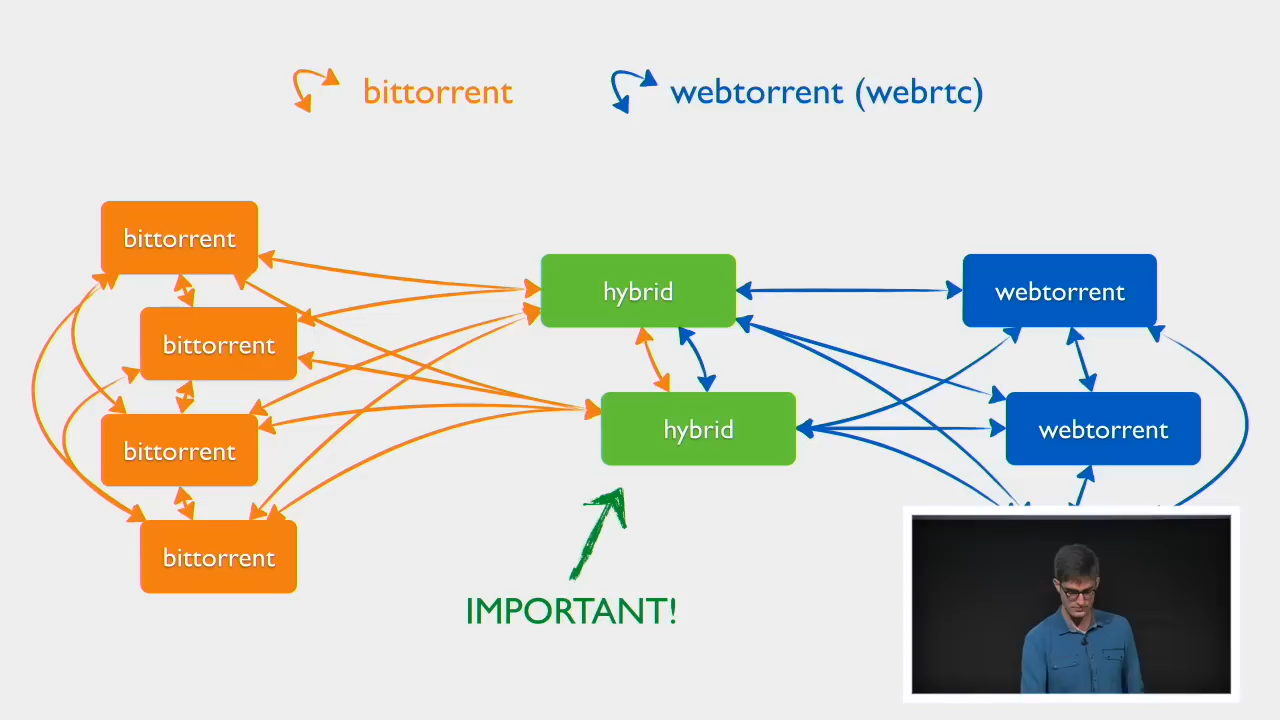 bittorrent
webtorrent (webrtc)
bittorrent
bittorrent
bittorrent
bittorrent
hybrid
hybrid
webtorrent
webtorrent
IMPORTANT!